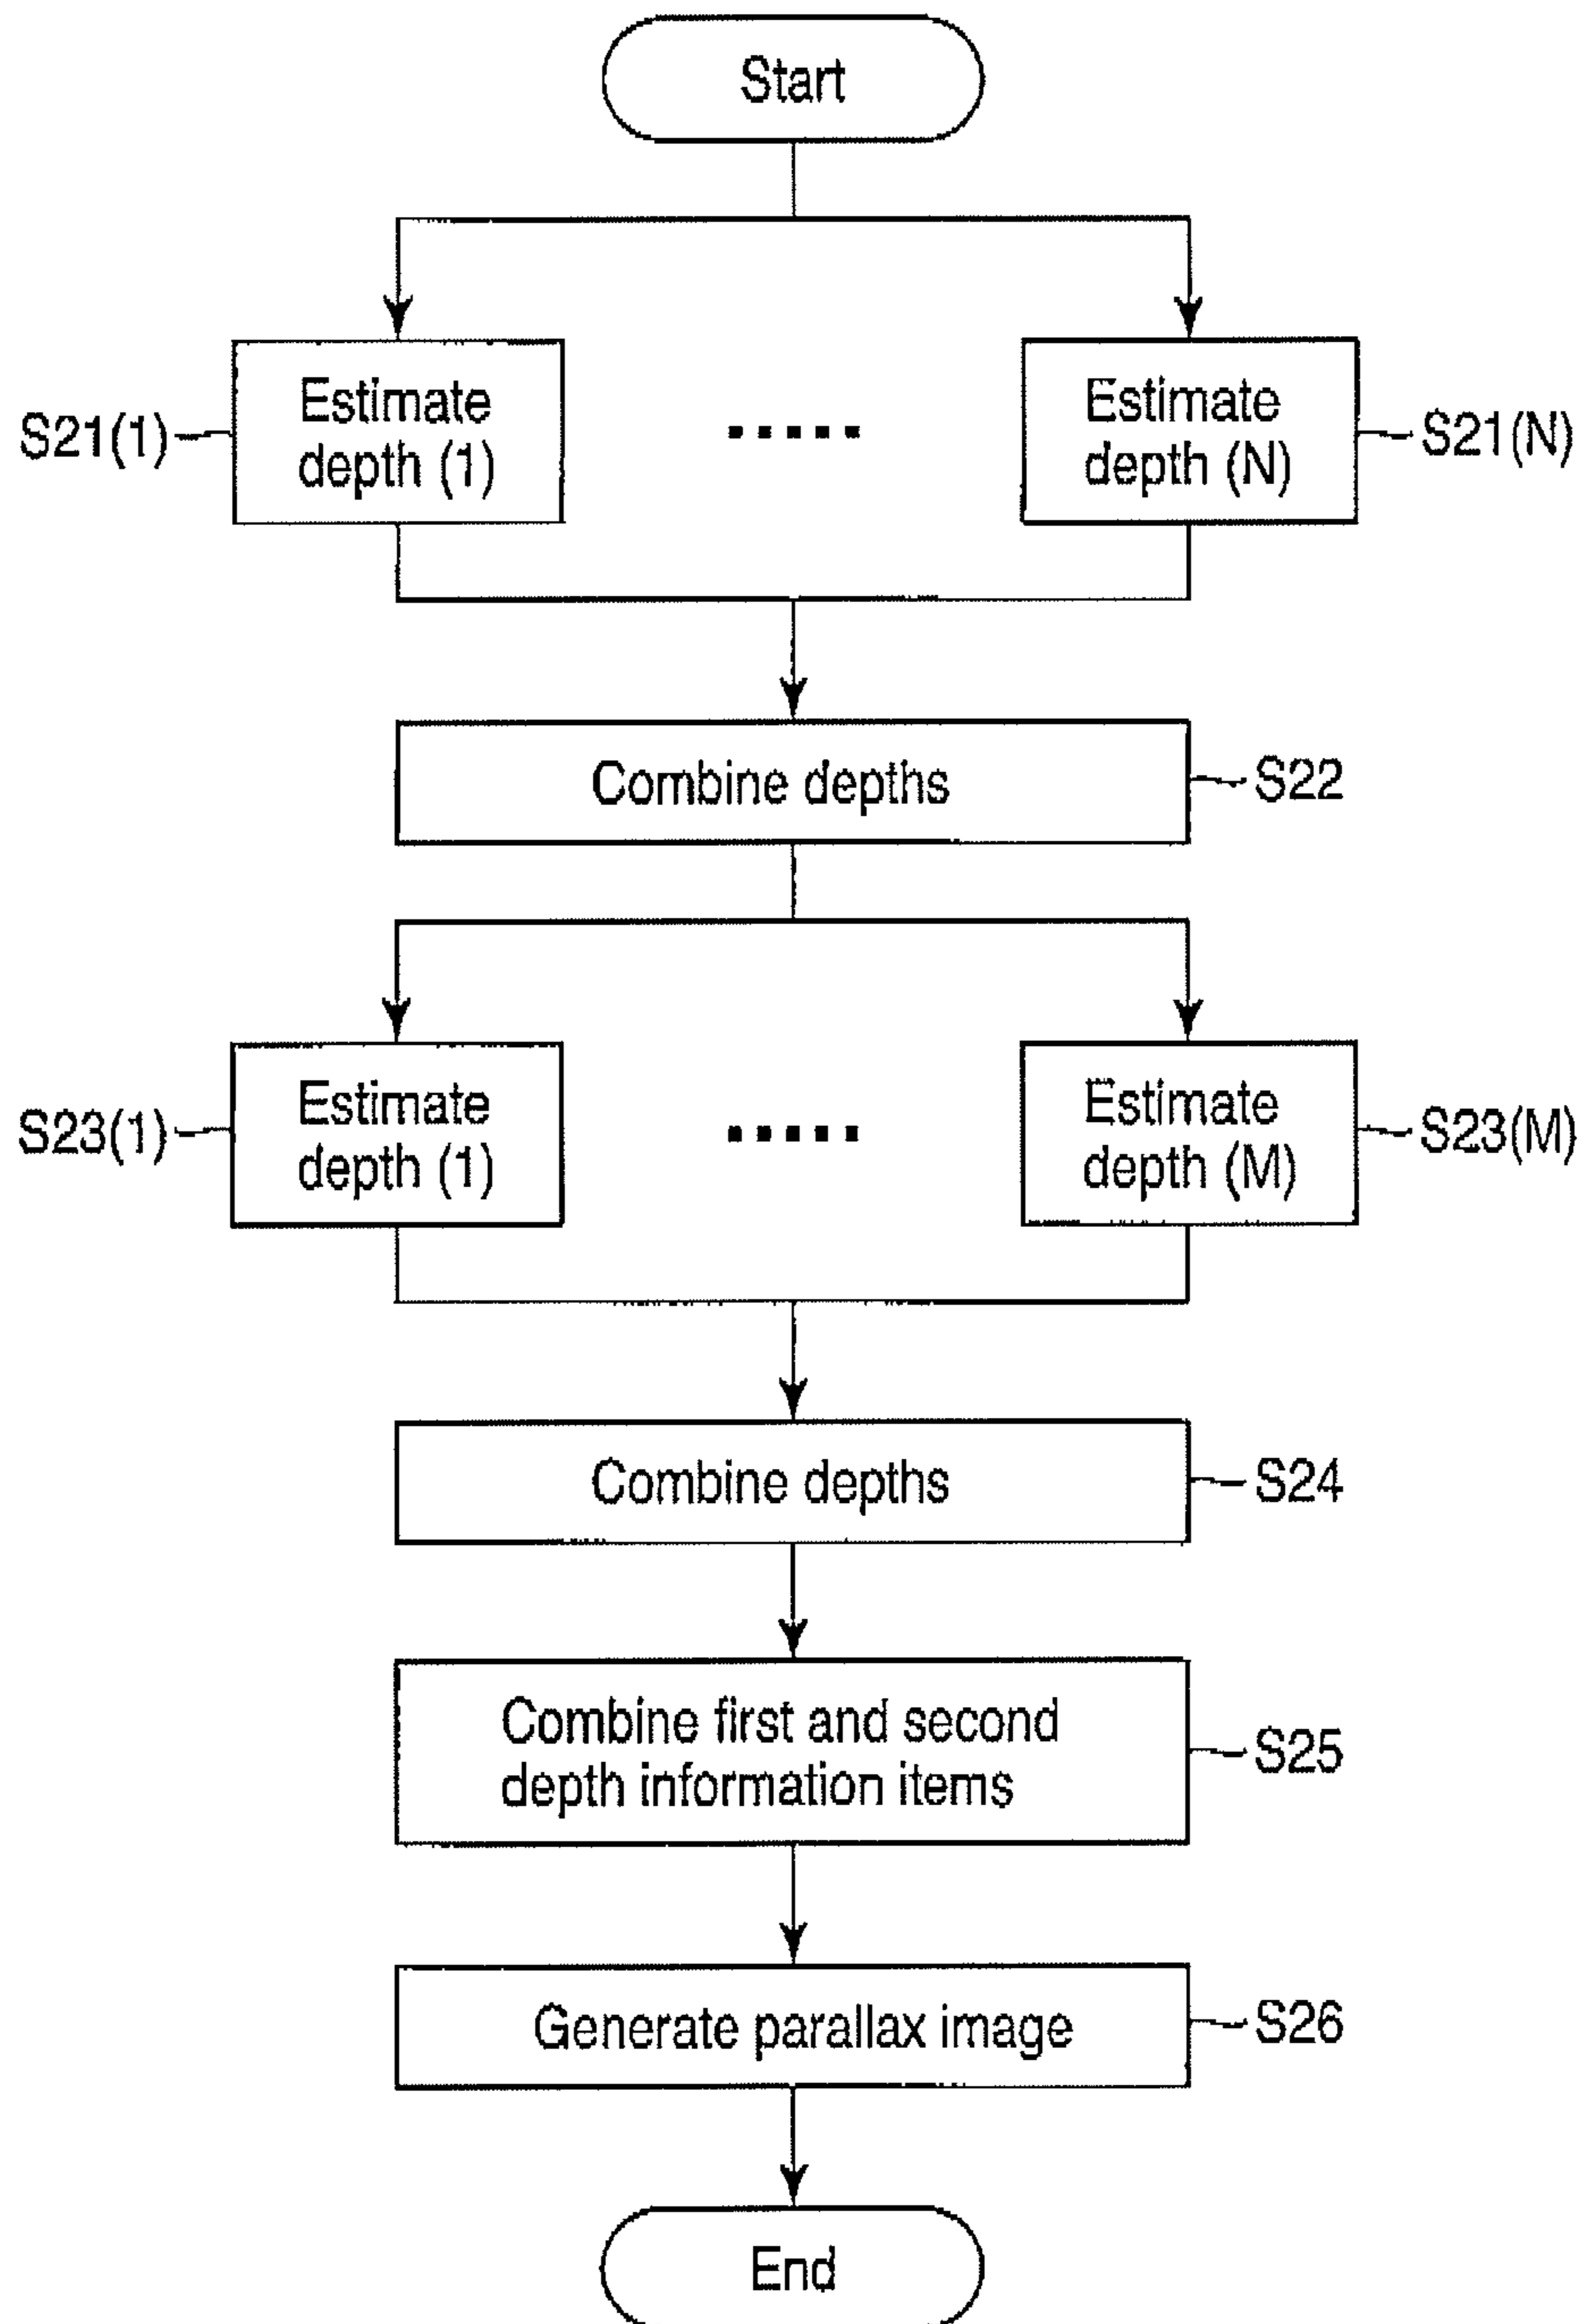 Start
Estimate
depth (1)
S21(1)
.....
Estimate
depth (N)
S21(N)
Combine depths
S22
Estimate
depth (1)
S23(1)
.....
Estimate
depth (M)
S23(M)
Combine depths
S24
Combine first and second
depth information items
S25
Generate parallax image
S26
End